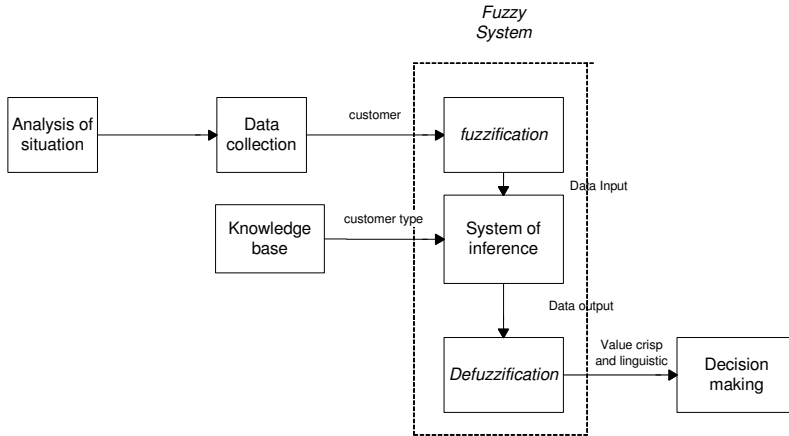 Fuzzy
System
Analysis of
situation
Data
collection
customer
fuzzification
Data Input
Knowledge
base
customer type
System of
inference
Data output
Defuzzification
Value crisp
and linguistic
Decision
making